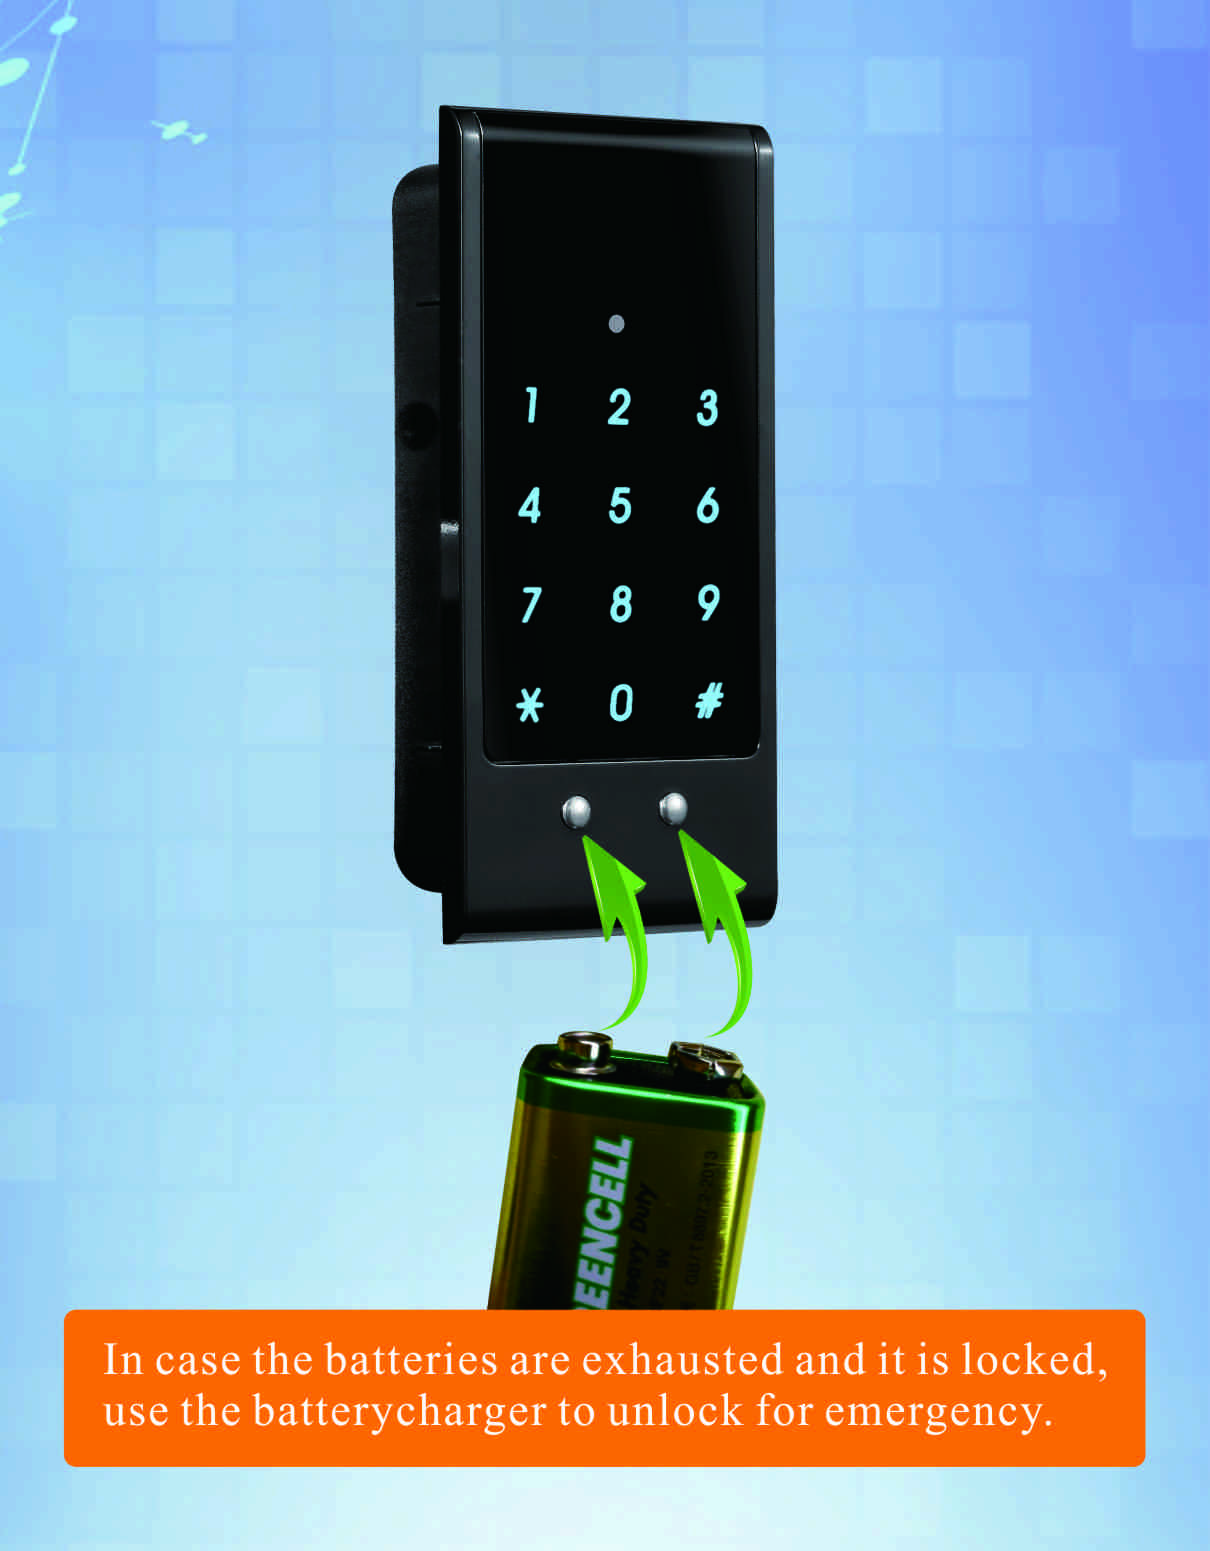 1 2 3
4 5 6
7 8 9
* 0 #
REENCELL
Heavy Duty
In case the batteries are exhausted and it is locked,
use the batterycharger to unlock for emergency.